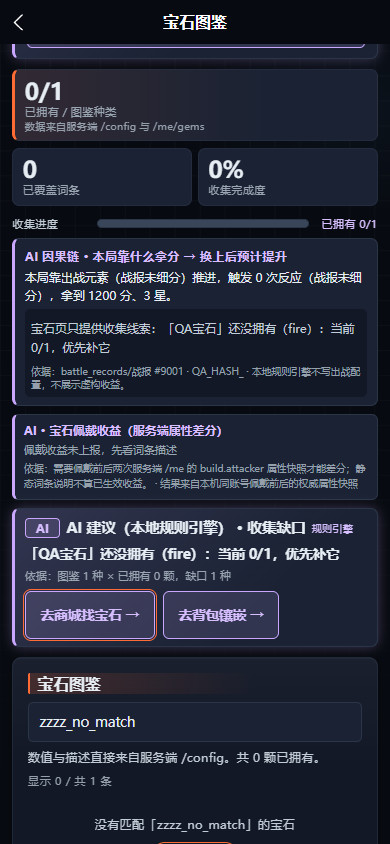 宝石图鉴
0/1
已拥有 / 图鉴种类
数据来自服务端 /config 与 /me/gems
0
已覆盖词条
0%
收集完成度
收集进度
已拥有 0/1
AI 因果链・本局靠什么拿分 → 换上后预计提升
本局靠出战元素（战报未细分）推进，触发 0 次反应（战报未细
分），拿到 1200 分、3 星。
宝石页只提供收集线索：「QA宝石」还没拥有（fire）：当前
0/1，优先补它
依据：battle_records/战报 #9001 · QA_HASH_ · 本地规则引擎不写出战配
置，不展示虚构收益。
AI・宝石佩戴收益（服务端属性差分）
佩戴收益未上报，先看词条描述
依据：需要佩戴前后两次服务端 /me 的 build.attacker 属性快照才能差分；静
态词条说明不算已生效收益。 · 结果来自本机同账号佩戴前后的权威属性快照
AI AI 建议（本地规则引擎）・收集缺口 规则引擎
「QA宝石」还没拥有（fire）：当前 0/1，优先补它
依据：图鉴 1 种 × 已拥有 0 颗，缺口 1 种
去商城找宝石 →
去背包镶嵌 →
宝石图鉴
zzzz_no_match
数值与描述直接来自服务端 /config。共 0 颗已拥有。
显示 0 / 共 1 条
没有匹配「zzzz_no_match」的宝石